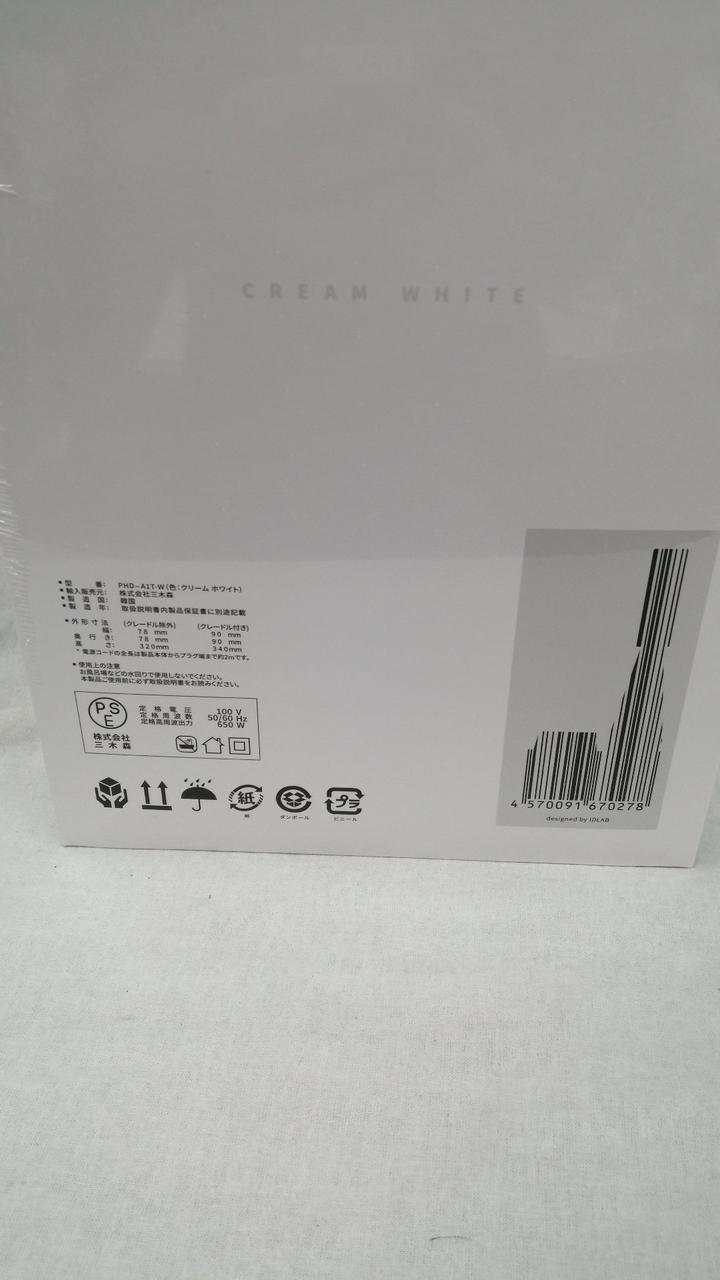 CREAM WHITE
▪型 番: PHD-A1T-W(色:クリーム ホワイト)
▪輸入販売元: 株式会社三木森
▪製 造 国: 韓国
▪製 造 年: 取扱説明書内製品保証書に別途記載
▪外形寸法 (クレードル除外) (クレードル付き)
幅: 78 mm 90 mm
奥 行 き: 78 mm 90 mm
高 さ: 320mm 340mm
* 電源コードの全長は製品本体からプラグ端まで約2mです。
▪使用上の注意
お風呂場などの水回りで使用しないでください。
本製品ご使用前に必ず取扱説明書をお読みください。
PS
E
株式会社
三木森
定格電圧 100 V
定格周波数 50/60 Hz
定格高周波出力 650 W
紙
紙
ダンボール
プラ
ビニール
4 570091 670278
designed by IDLAB